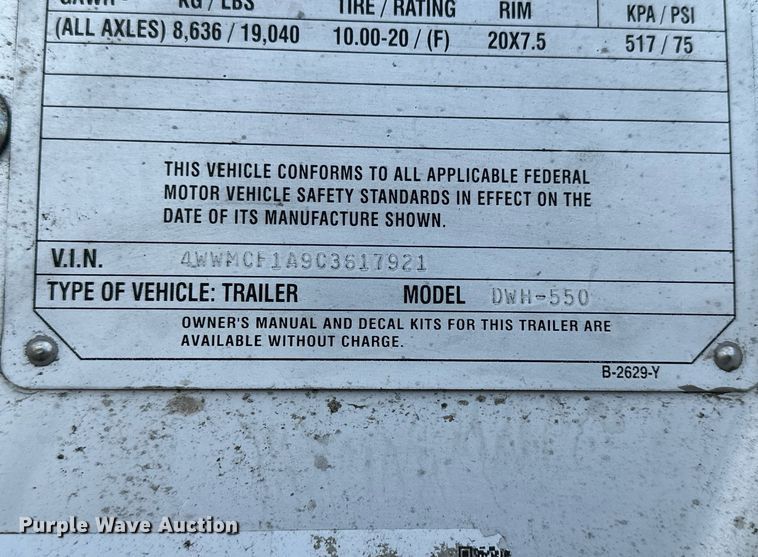 GAWR KG / LBS TIRE / RATING RIM KPA / PSI
(ALL AXLES) 8,636 / 19,040 10.00-20 / (F) 20X7.5 517 / 75
THIS VEHICLE CONFORMS TO ALL APPLICABLE FEDERAL
MOTOR VEHICLE SAFETY STANDARDS IN EFFECT ON THE
DATE OF ITS MANUFACTURE SHOWN.
V.I.N. 4WWMCF1A9C3617921
TYPE OF VEHICLE: TRAILER MODEL DWH-550
OWNER'S MANUAL AND DECAL KITS FOR THIS TRAILER ARE
AVAILABLE WITHOUT CHARGE.
B-2629-Y
Purple Wave Auction